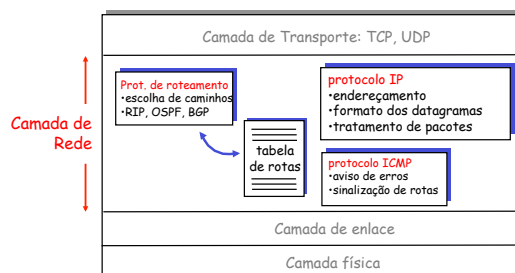 Camada de Transporte: TCP, UDP
Camada de
Rede
Prot. de roteamento
•escolha de caminhos
•RIP, OSPF, BGP
tabela
de rotas
protocolo IP
•endereçamento
•formato dos datagramas
•tratamento de pacotes
protocolo ICMP
•aviso de erros
•sinalização de rotas
Camada de enlace
Camada física